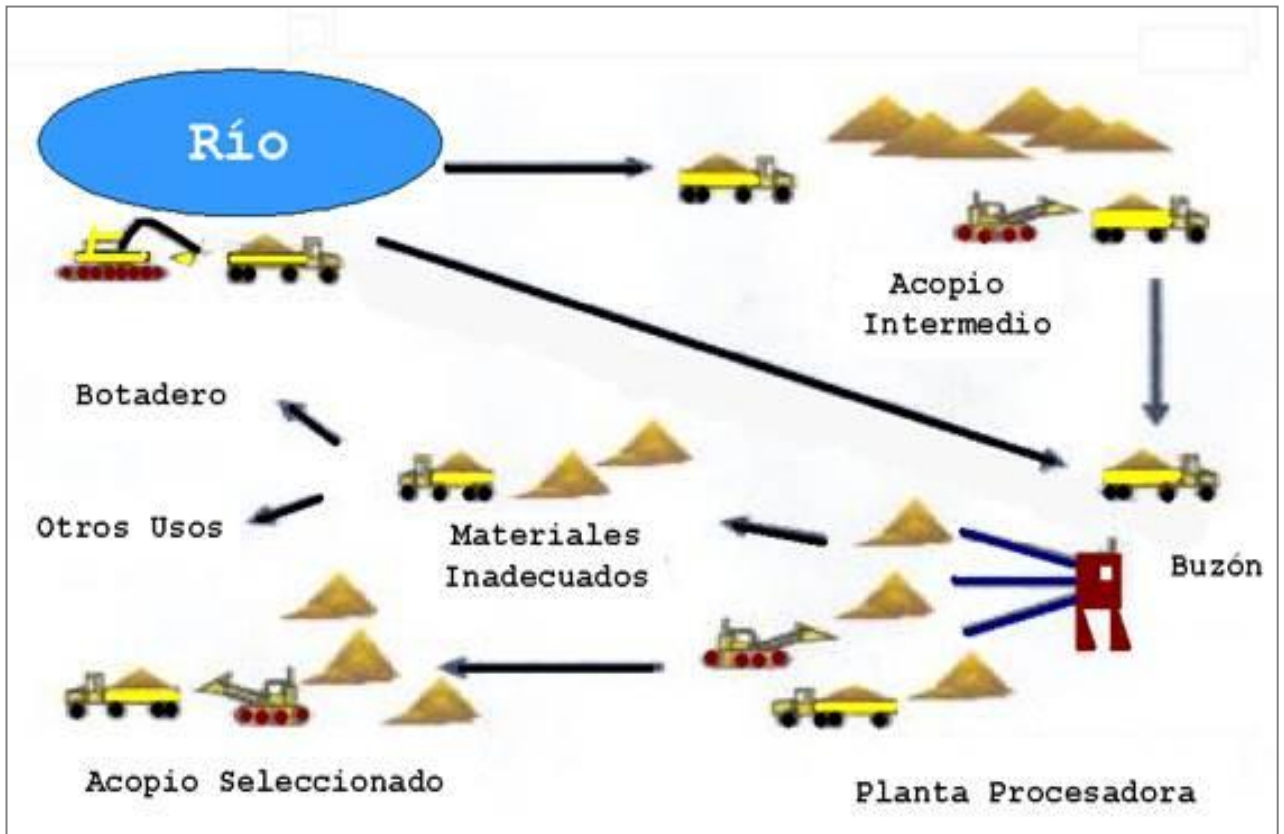 Río
Acopio
Intermedio
Botadero
Otros Usos
Materiales
Inadecuados
Buzón
Acopio Seleccionado
Planta Procesadora